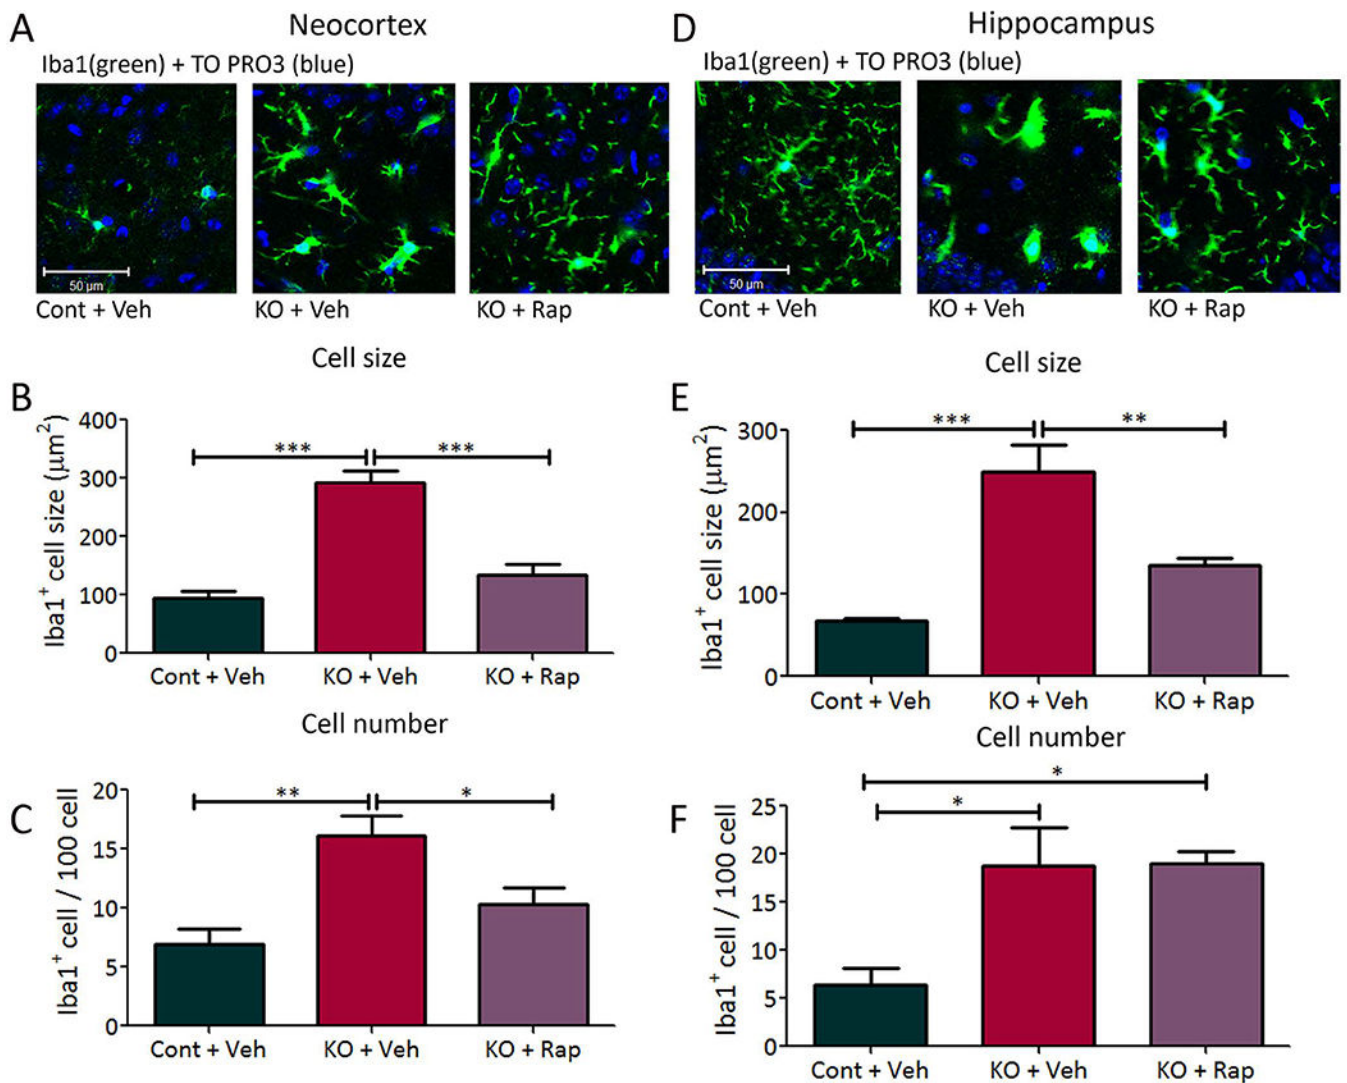 A
Neocortex
Iba1(green) + TO PRO3 (blue)
50 µm
Cont + Veh
KO + Veh
KO + Rap
Cell size
B
Iba1⁺ cell size (µm²)
400
300
200
100
0
***
***
Cont + Veh
KO + Veh
KO + Rap
Cell number
C
Iba1⁺ cell / 100 cell
20
15
10
5
0
**
*
Cont + Veh
KO + Veh
KO + Rap
D
Hippocampus
Iba1(green) + TO PRO3 (blue)
50 µm
Cont + Veh
KO + Veh
KO + Rap
Cell size
E
Iba1⁺ cell size (µm²)
300
200
100
0
***
**
Cont + Veh
KO + Veh
KO + Rap
Cell number
F
Iba1⁺ cell / 100 cell
25
20
15
10
5
0
*
*
Cont + Veh
KO + Veh
KO + Rap